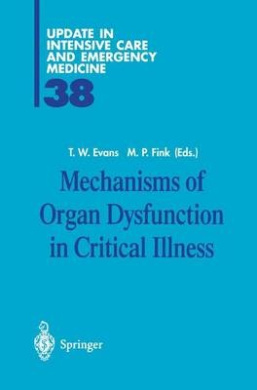 UPDATE IN
INTENSIVE CARE
AND EMERGENCY
MEDICINE
38
T. W. Evans M. P. Fink (Eds.)
Mechanisms of
Organ Dysfunction
in Critical Illness
Springer